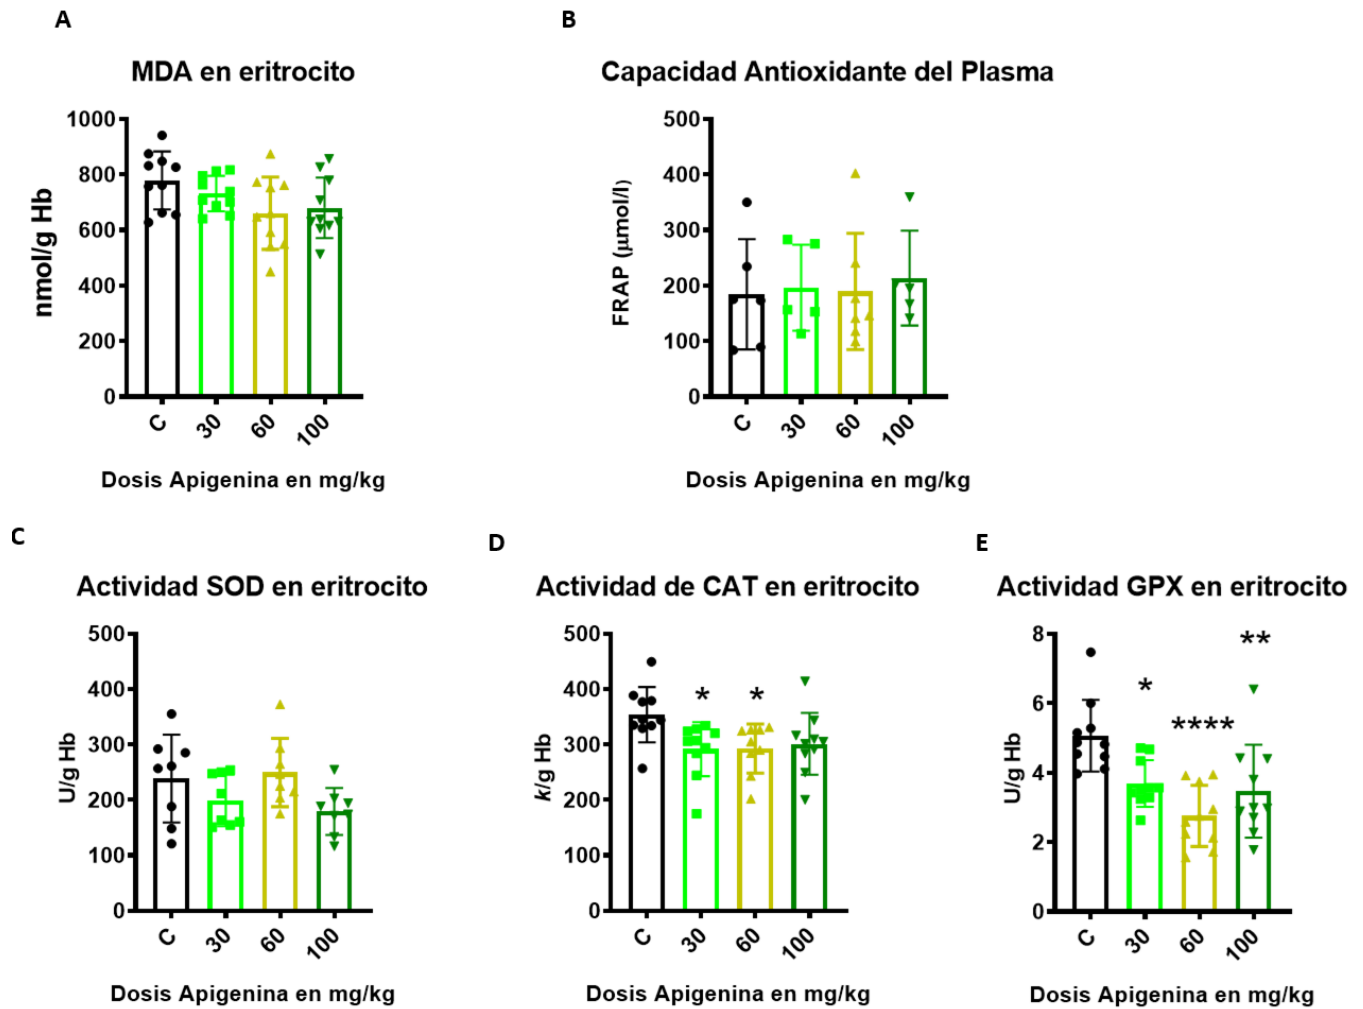 A
MDA en eritrocito
nmol/g Hb
1000
800
600
400
200
0
C
30
60
100
Dosis Apigenina en mg/kg
B
Capacidad Antioxidante del Plasma
FRAP (µmol/l)
500
400
300
200
100
0
C
30
60
100
Dosis Apigenina en mg/kg
C
Actividad SOD en eritrocito
U/g Hb
500
400
300
200
100
0
C
30
60
100
Dosis Apigenina en mg/kg
D
Actividad de CAT en eritrocito
k/g Hb
500
400
300
200
100
0
* *
C
30
60
100
Dosis Apigenina en mg/kg
E
Actividad GPX en eritrocito
U/g Hb
8
6
4
2
0
*
****
**
C
30
60
100
Dosis Apigenina en mg/kg